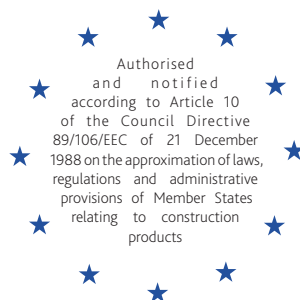 Authorised
and notified
according to Article 10
of the Council Directive
89/106/EEC of 21 December
1988 on the approximation of laws,
regulations and administrative
provisions of Member States
relating to construction
products